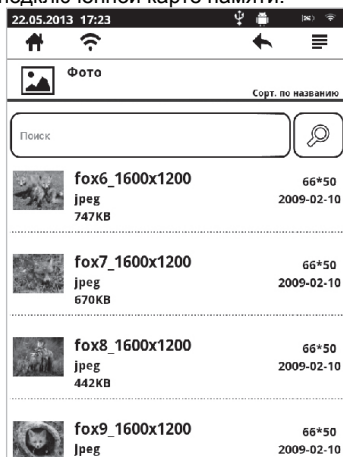 подключенной карте памяти.
22.05.2013 17:23
Фото
Сорт. по названию
Поиск
fox6_1600x1200
66*50
jpeg
2009-02-10
747KB
fox7_1600x1200
66*50
jpeg
2009-02-10
670KB
fox8_1600x1200
66*50
jpeg
2009-02-10
442KB
fox9_1600x1200
66*50
jpeg
2009-02-10